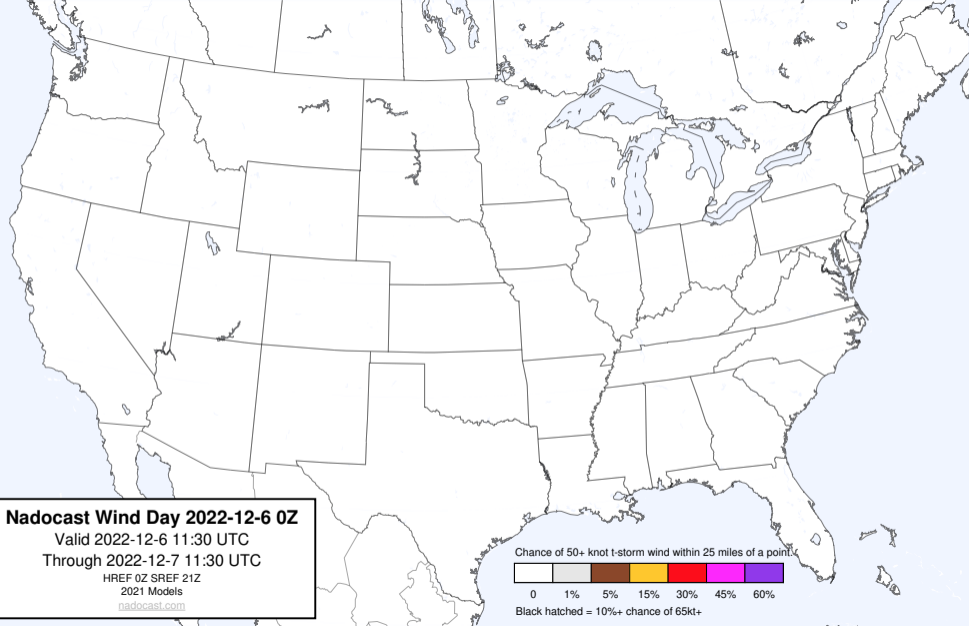 Nadocast Wind Day 2022-12-6 0Z
Valid 2022-12-6 11:30 UTC
Through 2022-12-7 11:30 UTC
HREF 0Z SREF 21Z
2021 Models
nadocast.com
Chance of 50+ knot t-storm wind within 25 miles of a point.
0 1% 5% 15% 30% 45% 60%
Black hatched = 10%+ chance of 65kt+